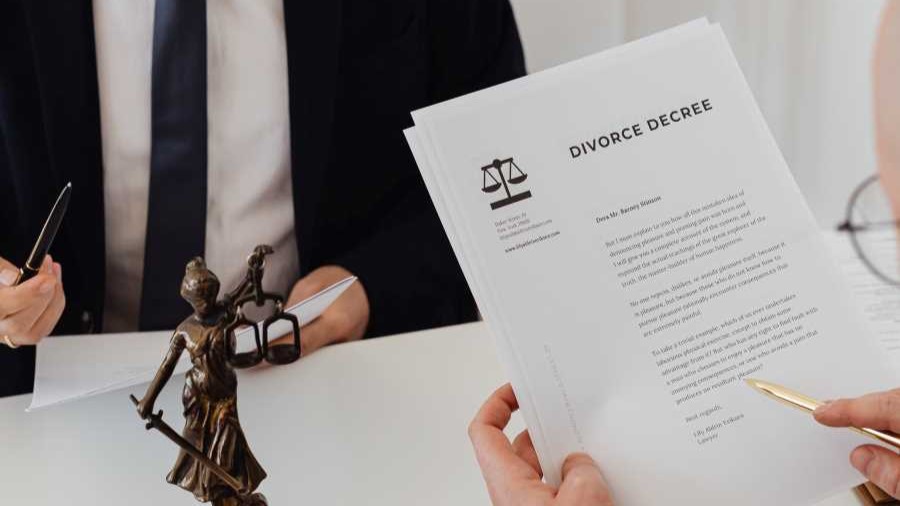 DIVORCE DECREE
Dera Mr. Barney Stinson
But I must explain to you how all this mistaken idea of
denouncing pleasure and praising pain was born and
I will give you a complete account of the system, and
expound the actual teachings of the great explorer of the
truth, the master-builder of human happiness.
No one rejects, dislikes, or avoids pleasure itself, because it
is pleasure, but because those who do not know how to
pursue pleasure rationally encounter consequences that
are extremely painful.
To take a trivial example, which of us ever undertakes
laborious physical exercise, except to obtain some
advantage from it? But who has any right to find fault with
a man who chooses to enjoy a pleasure that has no
annoying consequences, or one who avoids a pain that
produces no resultant pleasure?
Best regards,
Lily Aldrin
Lawyer